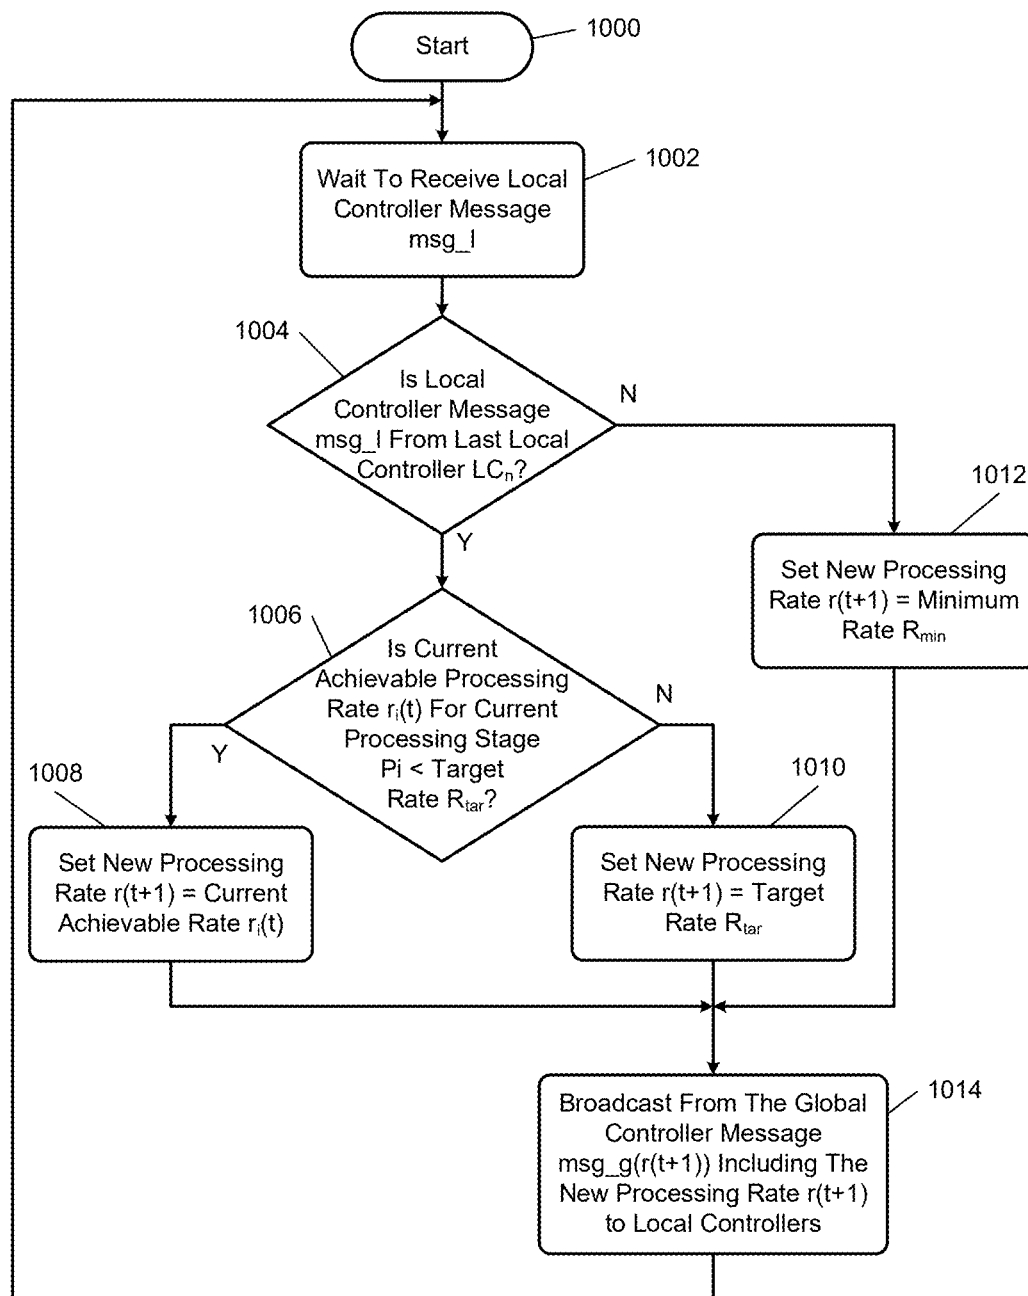 Start
1000
Wait To Receive Local
Controller Message
msg_l
1002
1004
Is Local
Controller Message
msg_l From Last Local
Controller LCn?
N
Y
1012
Set New Processing
Rate r(t+1) = Minimum
Rate Rmin
1006
Is Current
Achievable Processing
Rate ri(t) For Current
Processing Stage
Pi < Target
Rate Rtar?
Y
N
1008
Set New Processing
Rate r(t+1) = Current
Achievable Rate ri(t)
1010
Set New Processing
Rate r(t+1) = Target
Rate Rtar
1014
Broadcast From The Global
Controller Message
msg_g(r(t+1)) Including The
New Processing Rate r(t+1)
to Local Controllers